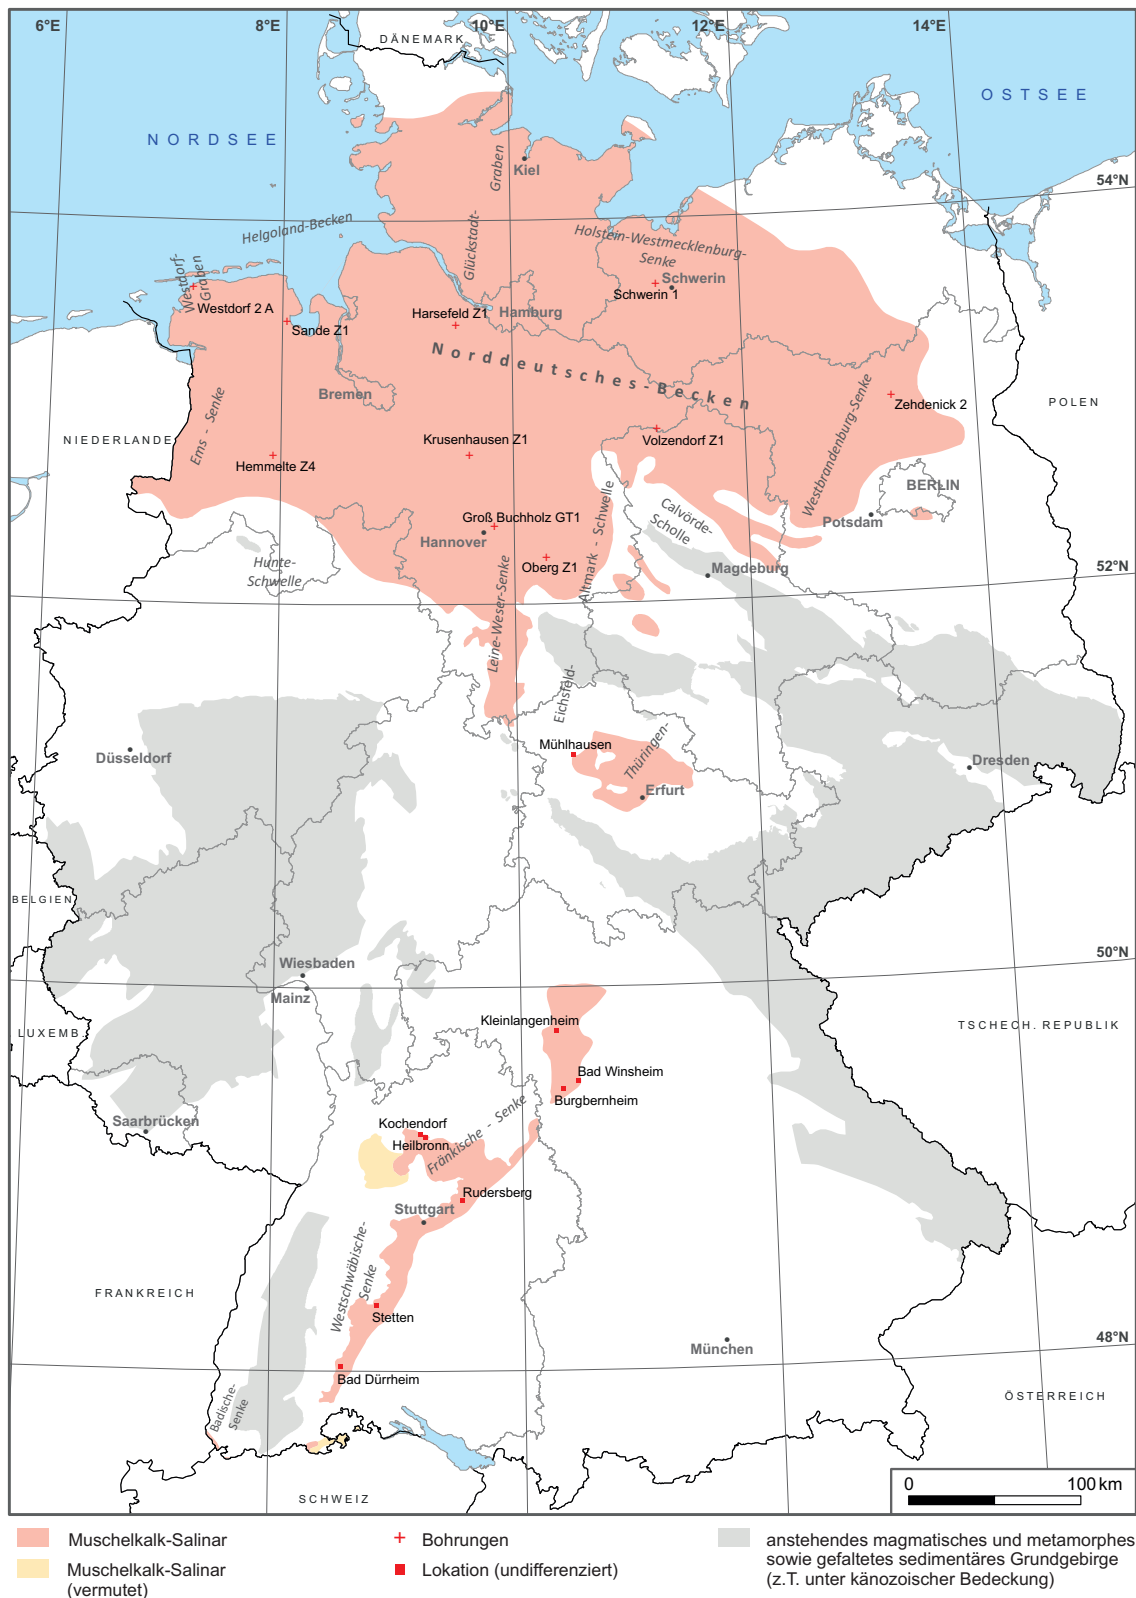 6°E
8°E
10°E
12°E
14°E
DÄNEMARK
OSTSEE
NORDSEE
Kiel
54°N
Graben
Glückstadt-
Helgoland-Becken
Holstein-Westmecklenburg-
Senke
Westdorf-
Graben
Schwerin
Schwerin 1
Westdorf 2 A
Sande Z1
Harsefeld Z1
Hamburg
Norddeutsches-Becken
Bremen
Zehdenick 2
POLEN
NIEDERLANDE
Ems - Senke
Krusenhausen Z1
Volzendorf Z1
Westbrandenburg-Senke
Hemmelte Z4
BERLIN
Potsdam
Groß Buchholz GT1
Hannover
Calvörde-
Scholle
Altmark - Schwelle
Oberg Z1
Hunte-
Schwelle
Magdeburg
52°N
Leine-Weser-Senke
Eichsfeld-
Mühlhausen
Thüringen-
Erfurt
Düsseldorf
Dresden
BELGIEN
Wiesbaden
Mainz
50°N
LUXEMB.
TSCHECH. REPUBLIK
Kleinlangenheim
Bad Winsheim
Burgbernheim
Saarbrücken
Kochendorf
Heilbronn
Fränkische - Senke
Rudersberg
Stuttgart
Westschwäbische-
Senke
FRANKREICH
Stetten
München
48°N
Bad Dürrheim
Badische-
Senke
ÖSTERREICH
SCHWEIZ
0 100 km
Muschelkalk-Salinar
Muschelkalk-Salinar
(vermutet)
Bohrungen
Lokation (undifferenziert)
anstehendes magmatisches und metamorphes
sowie gefaltetes sedimentäres Grundgebirge
(z.T. unter känozoischer Bedeckung)